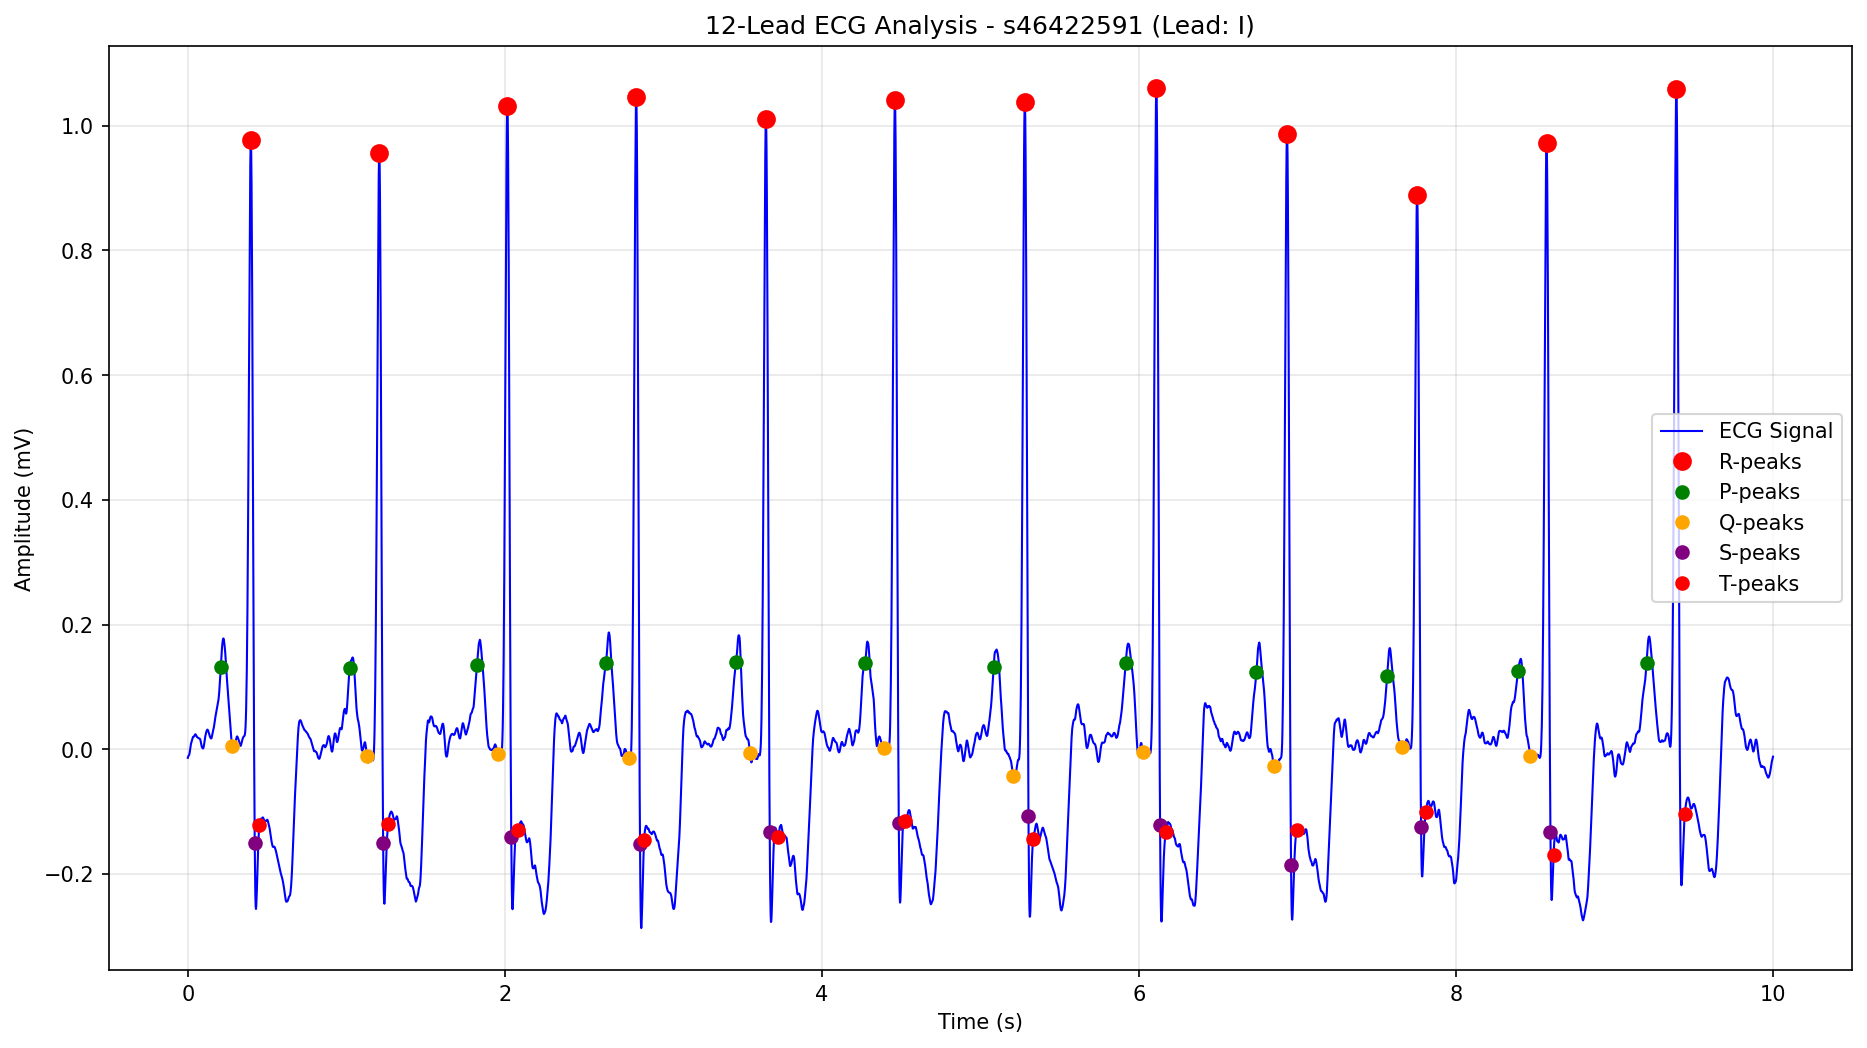 12-Lead ECG Analysis - s46422591 (Lead: I)
Amplitude (mV)
1.0
0.8
0.6
0.4
0.2
0.0
−0.2
ECG Signal
R-peaks
P-peaks
Q-peaks
S-peaks
T-peaks
0 2 4 6 8 10
Time (s)